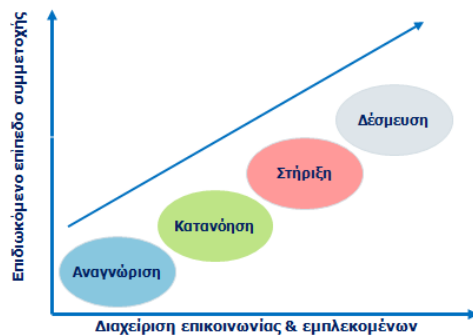 Επιδιωκόμενο επίπεδο συμμετοχής
Δέσμευση
Στήριξη
Κατανόηση
Αναγνώριση
Διαχείριση επικοινωνίας & εμπλεκομένων